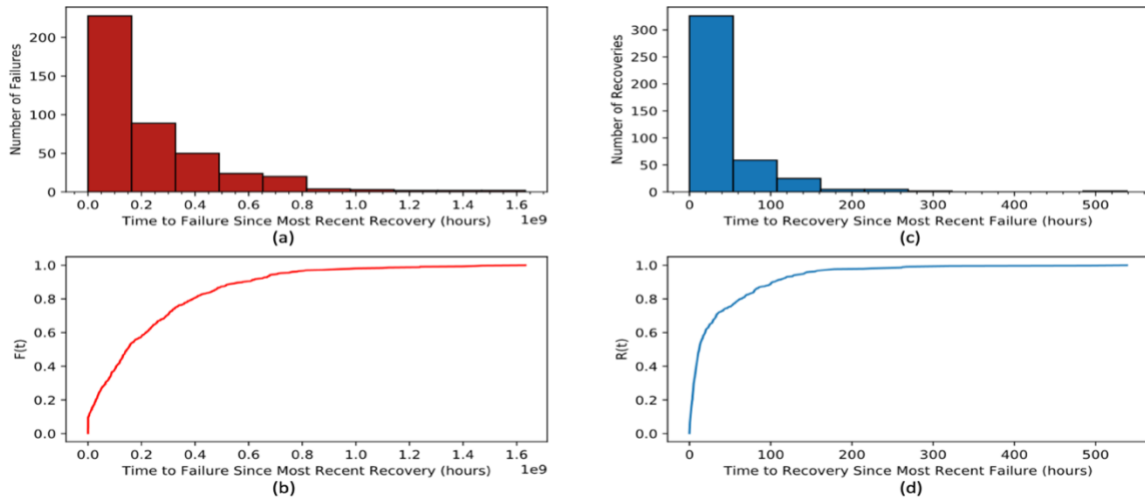 Number of Failures
200
150
100
50
0
0.0 0.2 0.4 0.6 0.8 1.0 1.2 1.4 1.6
1e9
Time to Failure Since Most Recent Recovery (hours)
(a)
Number of Recoveries
300
250
200
150
100
50
0
0 100 200 300 400 500
Time to Recovery Since Most Recent Failure (hours)
(c)
F(t)
1.0
0.8
0.6
0.4
0.2
0.0
0.0 0.2 0.4 0.6 0.8 1.0 1.2 1.4 1.6
1e9
Time to Failure Since Most Recent Recovery (hours)
(b)
R(t)
1.0
0.8
0.6
0.4
0.2
0.0
0 100 200 300 400 500
Time to Recovery Since Most Recent Failure (hours)
(d)